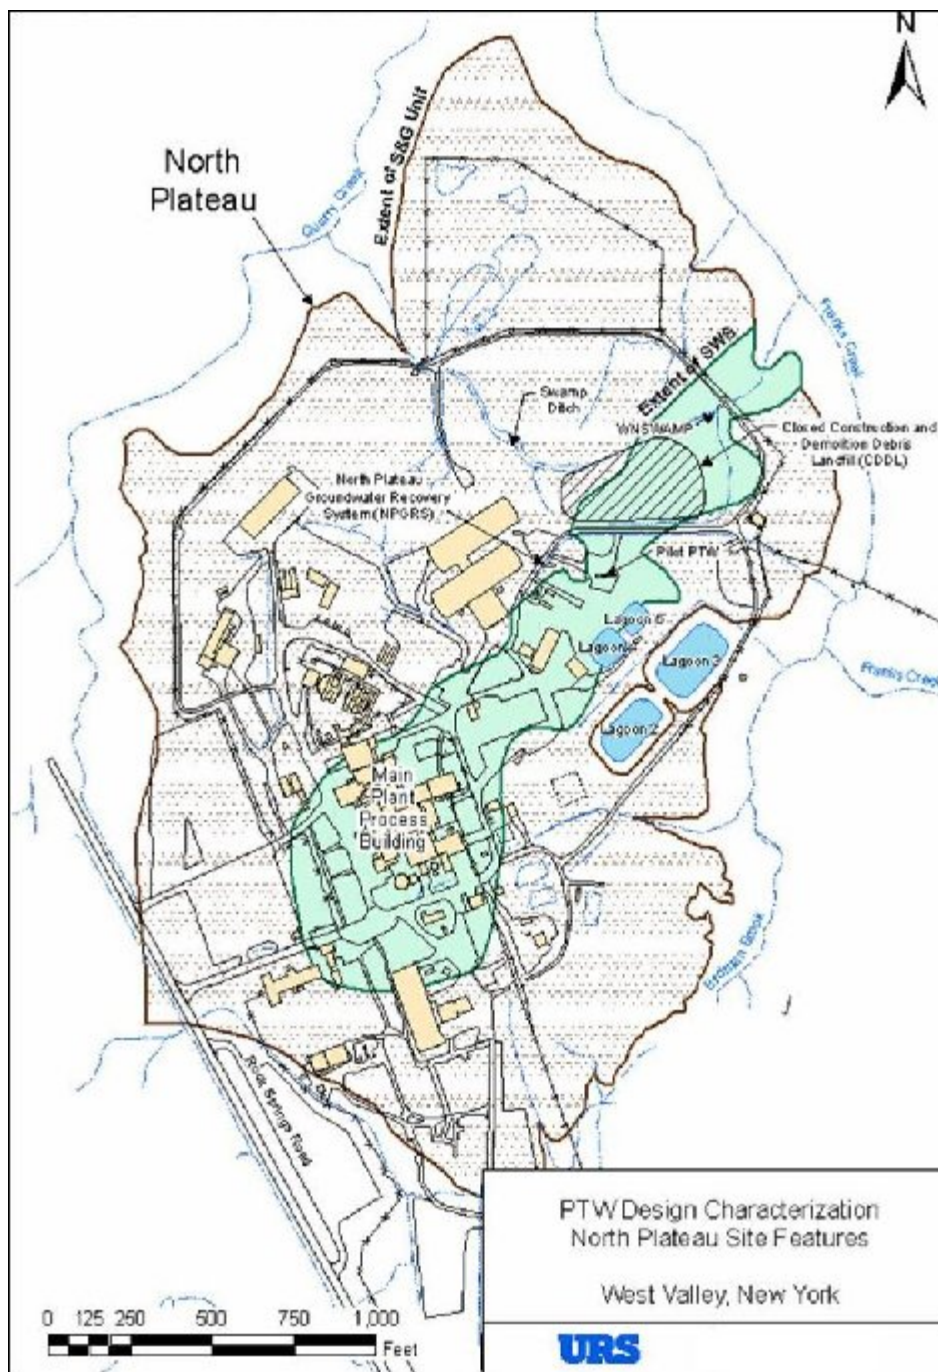 N
North
Plateau
Extent of S&G Unit
Quarry Creek
Franks Creek
Extent of SWS
Swamp
Ditch
WNSWAMP
Closed Construction and
Demolition Debris
Landfill (CDDL)
North Plateau
Groundwater Recovery
System (NPGRS)
Pilot PTW
Lagoon 5
Lagoon 4
Lagoon 3
Franks Creek
Lagoon 2
Main
Plant
Process
Building
Erdman Brook
Rock Springs Road
PTW Design Characterization
North Plateau Site Features
West Valley, New York
0 125 250 500 750 1,000
Feet
URS